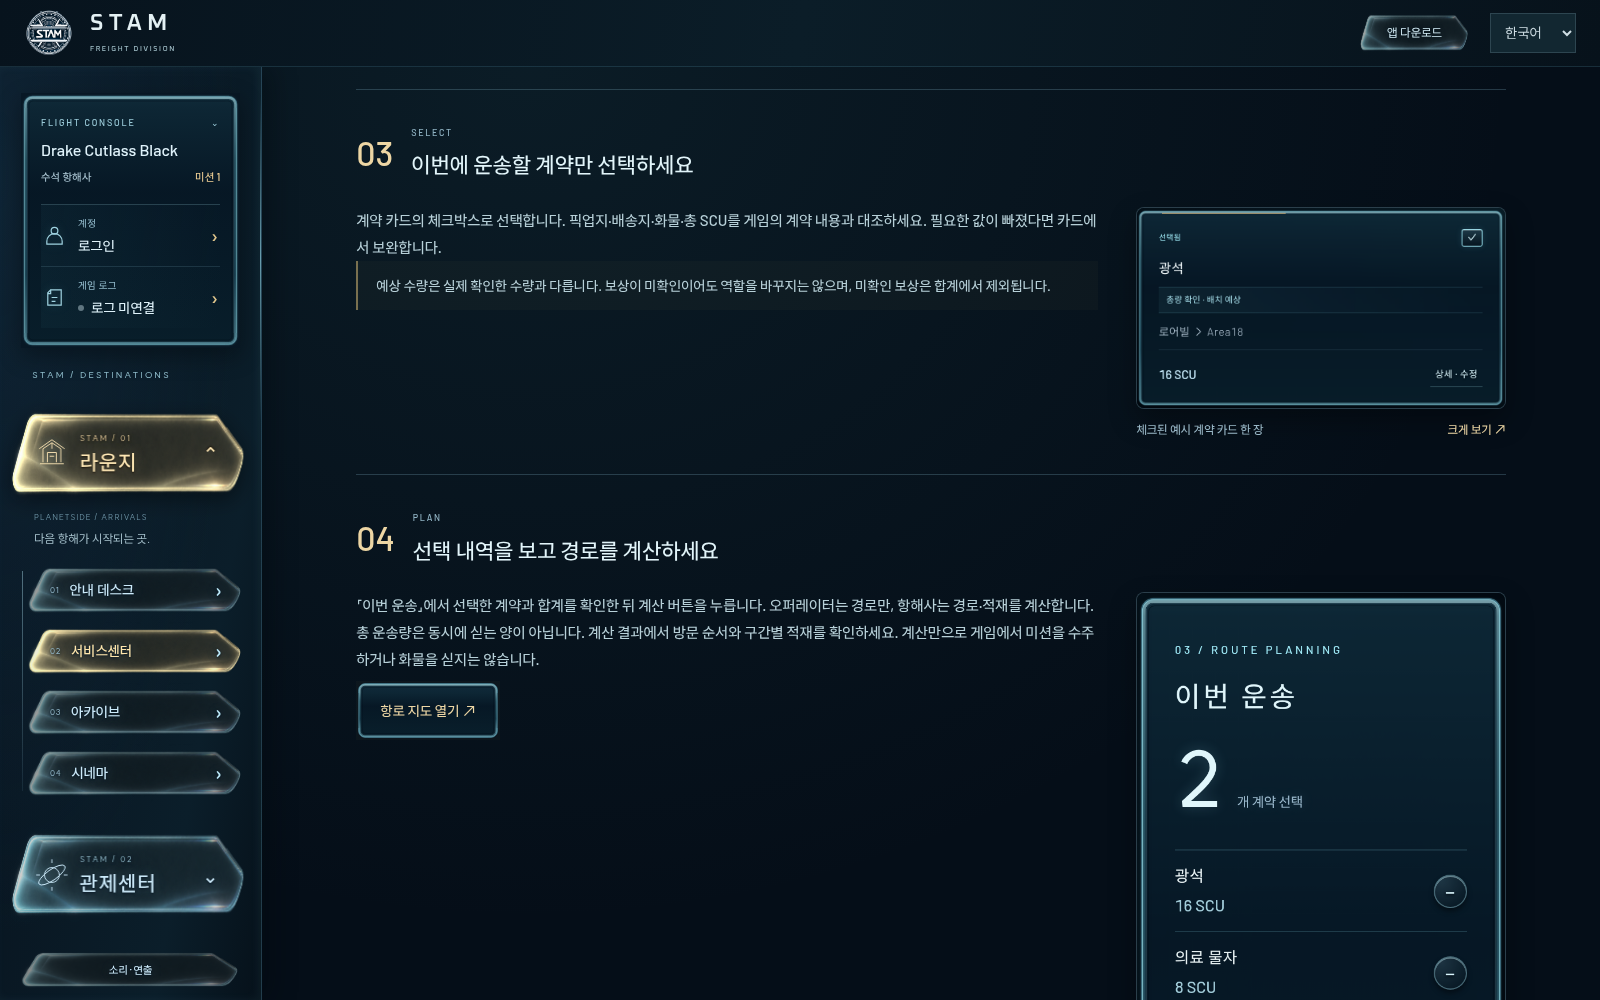 STAM
STAM
FREIGHT DIVISION
앱 다운로드
한국어
FLIGHT CONSOLE
Drake Cutlass Black
수석 항해사
미션 1
계정
로그인
게임 로그
로그 미연결
STAM / DESTINATIONS
STAM / 01
라운지
PLANETSIDE / ARRIVALS
다음 항해가 시작되는 곳.
01 안내 데스크
02 서비스센터
03 아카이브
04 시네마
STAM / 02
관제센터
소리·연출
03
SELECT
이번에 운송할 계약만 선택하세요
계약 카드의 체크박스로 선택합니다. 픽업지·배송지·화물·총 SCU를 게임의 계약 내용과 대조하세요. 필요한 값이 빠졌다면 카드에
서 보완합니다.
예상 수량은 실제 확인한 수량과 다릅니다. 보상이 미확인이어도 역할을 바꾸지는 않으며, 미확인 보상은 합계에서 제외됩니다.
선택됨
광석
총량 확인 · 배치 예상
로어빌 > Area18
16 SCU
상세 · 수정
체크된 예시 계약 카드 한 장
크게 보기 ↗
04
PLAN
선택 내역을 보고 경로를 계산하세요
「이번 운송」에서 선택한 계약과 합계를 확인한 뒤 계산 버튼을 누릅니다. 오퍼레이터는 경로만, 항해사는 경로·적재를 계산합니다.
총 운송량은 동시에 싣는 양이 아닙니다. 계산 결과에서 방문 순서와 구간별 적재를 확인하세요. 계산만으로 게임에서 미션을 수주
하거나 화물을 싣지는 않습니다.
항로 지도 열기 ↗
03 / ROUTE PLANNING
이번 운송
2 개 계약 선택
광석
16 SCU
의료 물자
8 SCU